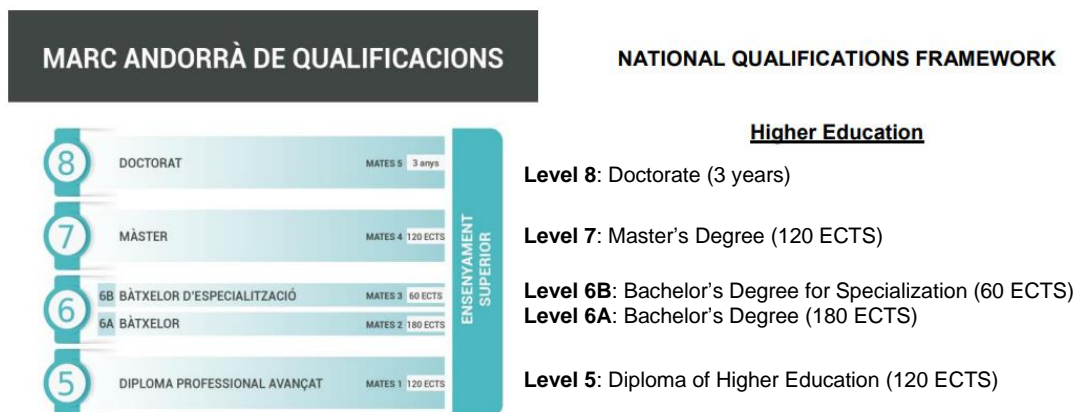 MARC ANDORRÀ DE QUALIFICACIONS
NATIONAL QUALIFICATIONS FRAMEWORK
Higher Education
8 DOCTORAT MATES 5 3 anys
Level 8: Doctorate (3 years)
7 MÀSTER MATES 4 120 ECTS
Level 7: Master's Degree (120 ECTS)
6
6B BÀTXELOR D'ESPECIALITZACIÓ MATES 3 60 ECTS
Level 6B: Bachelor's Degree for Specialization (60 ECTS)
6A BÀTXELOR MATES 2 180 ECTS
Level 6A: Bachelor's Degree (180 ECTS)
5 DIPLOMA PROFESSIONAL AVANÇAT MATES 1 120 ECTS
Level 5: Diploma of Higher Education (120 ECTS)
ENSENYAMENT
SUPERIOR